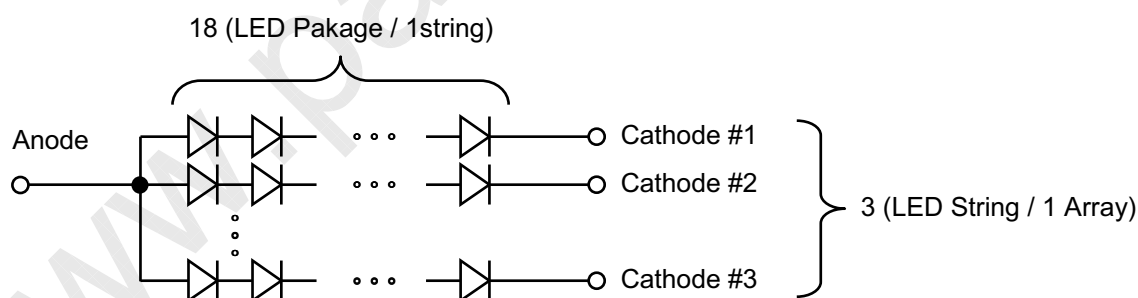 18 (LED Pakage / 1string)
Anode
Cathode #1
Cathode #2
3 (LED String / 1 Array)
Cathode #3